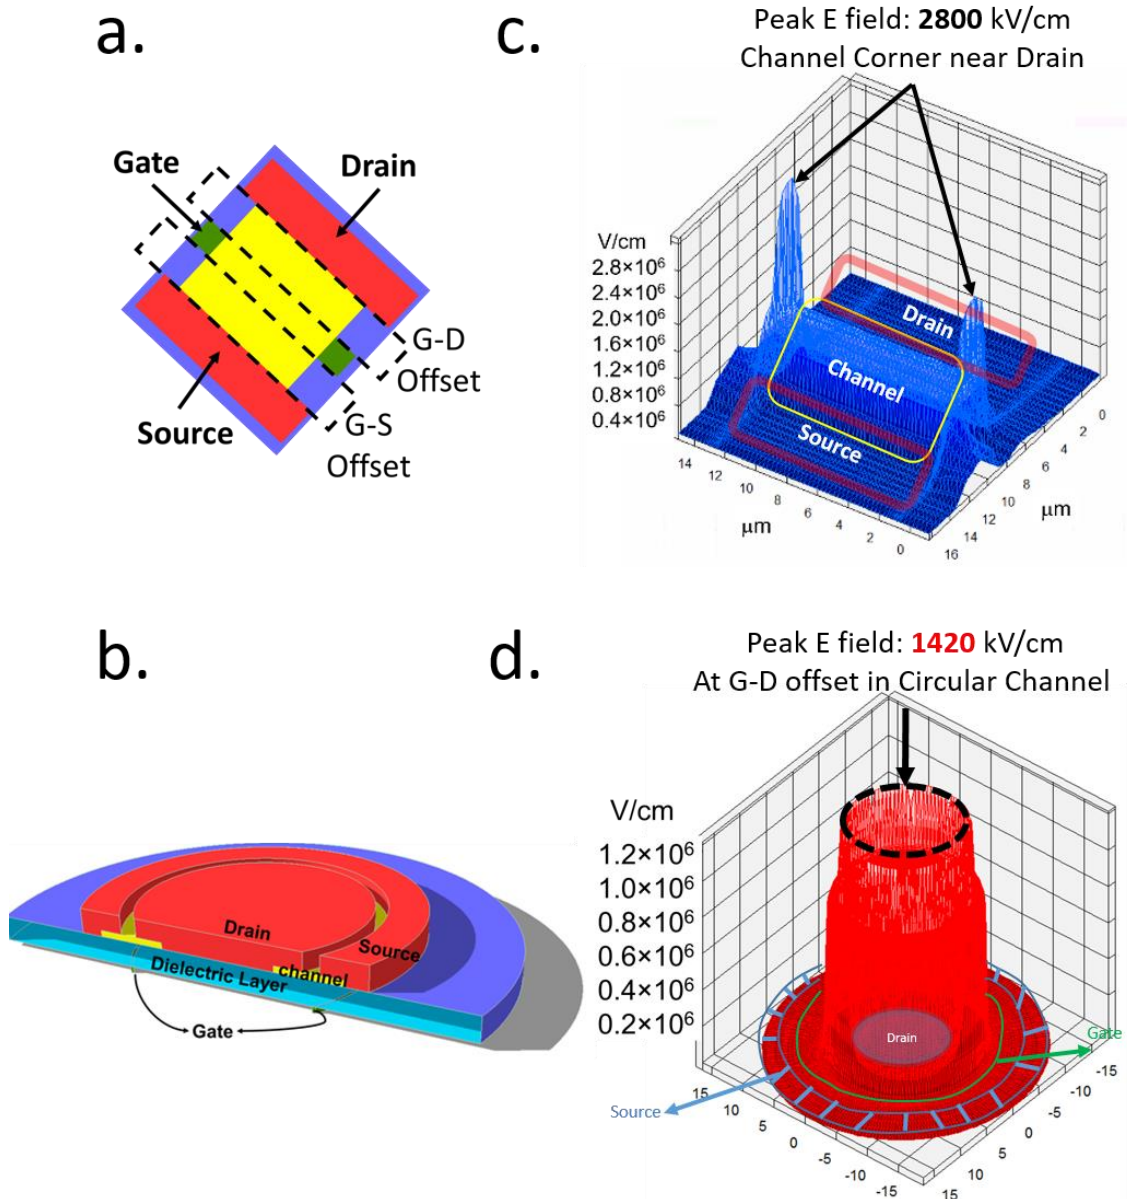 a.
Gate
Drain
G-D
Offset
G-S
Offset
Source
c.
Peak E field: 2800 kV/cm
Channel Corner near Drain
V/cm
2.8×10⁶
2.4×10⁶
2.0×10⁶
1.6×10⁶
1.2×10⁶
0.8×10⁶
0.4×10⁶
Drain
Channel
Source
14
12
10
8
6
4
2
0
μm
0
2
4
6
8
10
12
14
16
μm
b.
Drain
Source
channel
Dielectric Layer
Gate
d.
Peak E field: 1420 kV/cm
At G-D offset in Circular Channel
V/cm
1.2×10⁶
1.0×10⁶
0.8×10⁶
0.6×10⁶
0.4×10⁶
0.2×10⁶
Drain
Gate
Source
15
10
5
0
-5
-10
-15
-15
-10
-5
0
5
10
15